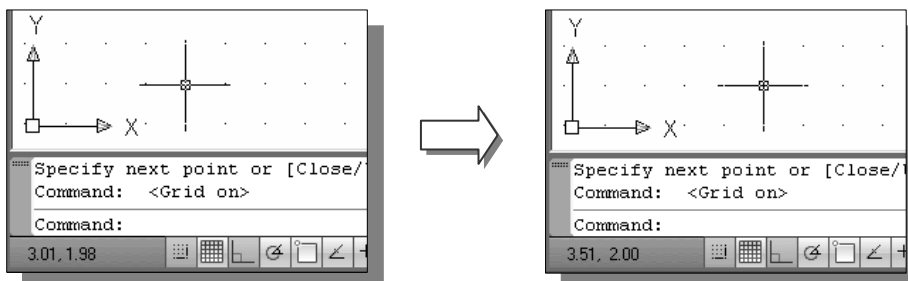 Y
X
Specify next point or [Close/
Command: <Grid on>
Command:
3.01, 1.98
Y
X
Specify next point or [Close/
Command: <Grid on>
Command:
3.51, 2.00